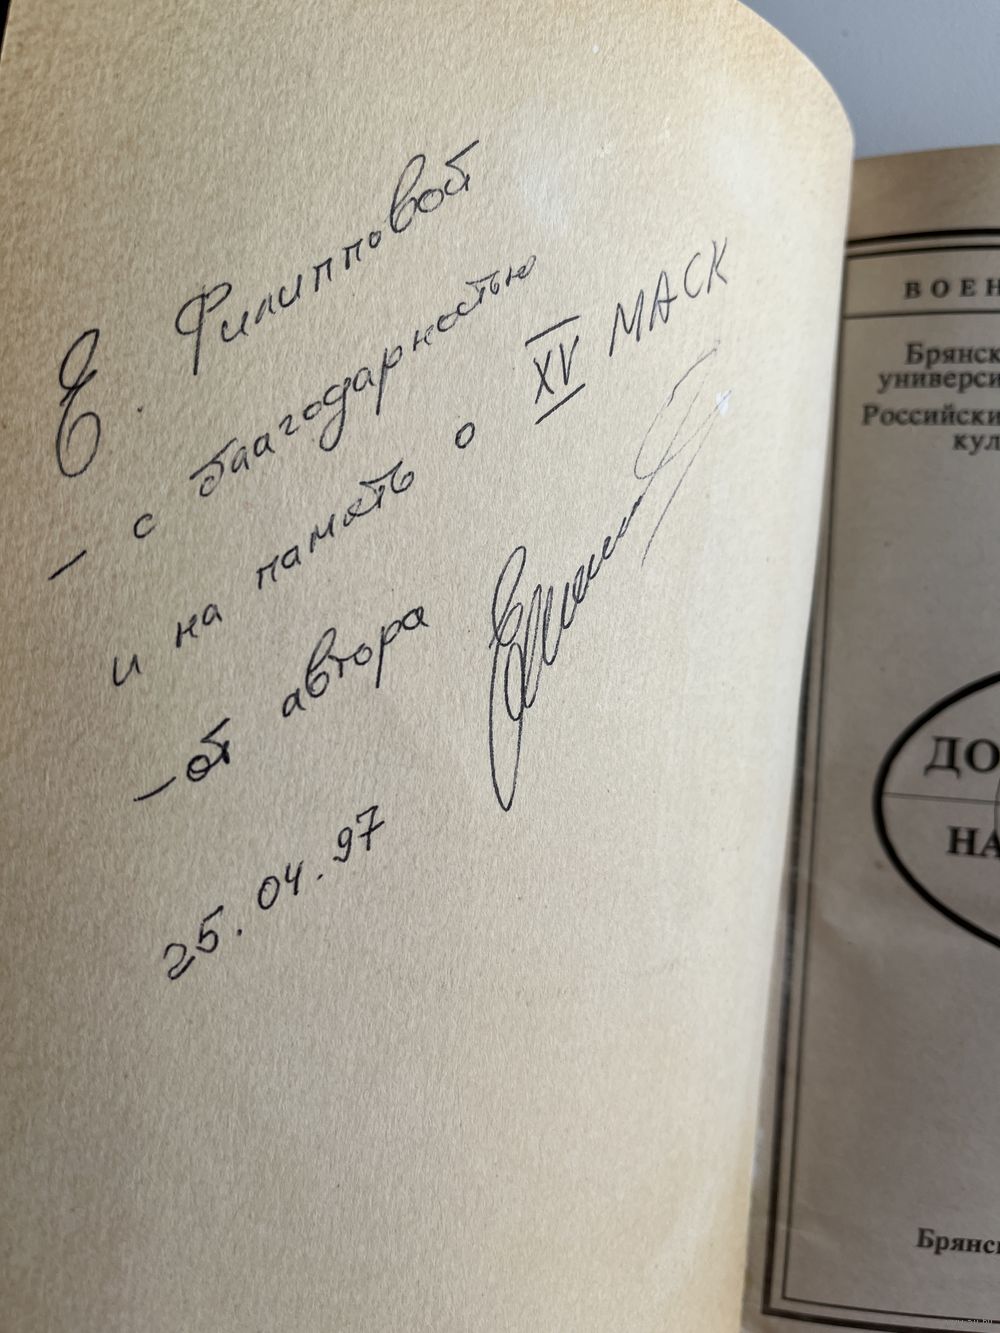 Е. Филипповой
– с благодарностью
и на память о XV МАСК
– от автора
25.04.97
ВОЕН
Брянск
универси
Российски
кул
ДО
НА
Брянс